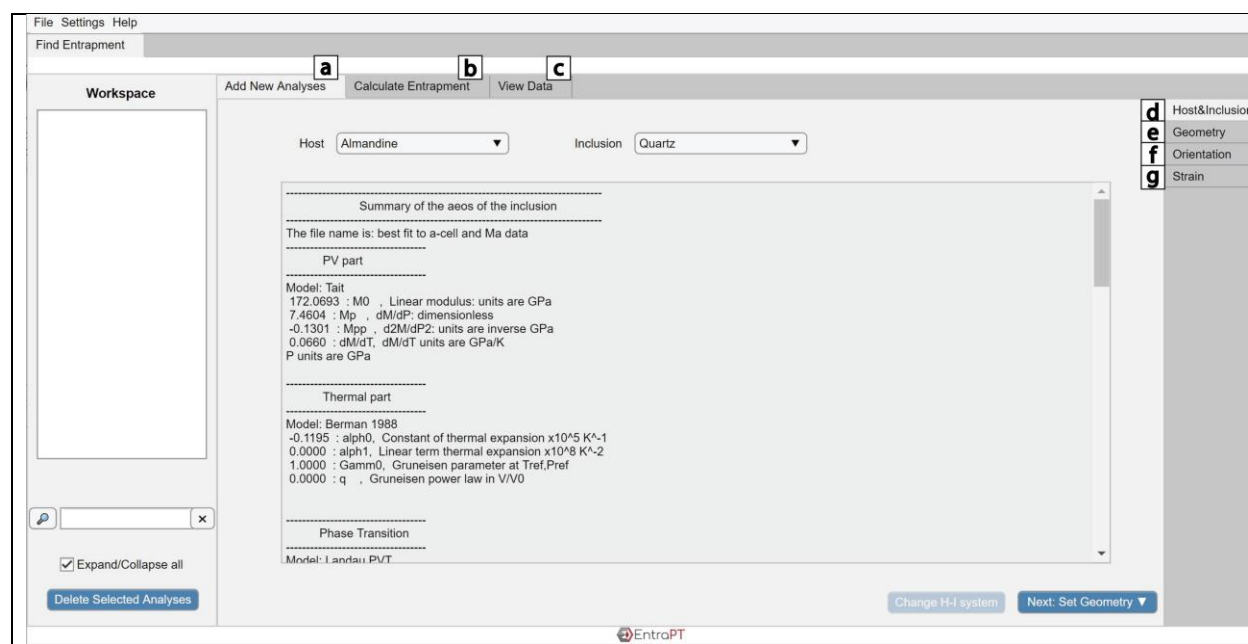 File Settings Help
Find Entrapment
a
b
c
Workspace
Add New Analyses
Calculate Entrapment
View Data
d Host&Inclusion
e Geometry
f Orientation
g Strain
Host Almandine ▼ Inclusion Quartz ▼
--------------------------------------------------------------------------------
Summary of the aeos of the inclusion
--------------------------------------------------------------------------------
The file name is: best fit to a-cell and Ma data
-----------------------------------
PV part
-----------------------------------
Model: Tait
172.0693 : M0 , Linear modulus: units are GPa
7.4604 : Mp , dM/dP: dimensionless
-0.1301 : Mpp , d2M/dP2: units are inverse GPa
0.0660 : dM/dT, dM/dT units are GPa/K
P units are GPa
-----------------------------------
Thermal part
-----------------------------------
Model: Berman 1988
-0.1195 : alph0, Constant of thermal expansion x10^5 K^-1
0.0000 : alph1, Linear term thermal expansion x10^8 K^-2
1.0000 : Gamm0, Gruneisen parameter at Tref,Pref
0.0000 : q , Gruneisen power law in V/V0
-----------------------------------
Phase Transition
-----------------------------------
Model: Landau PVT
Expand/Collapse all
Delete Selected Analyses
Change H-I system
Next: Set Geometry ▼
EntraPT